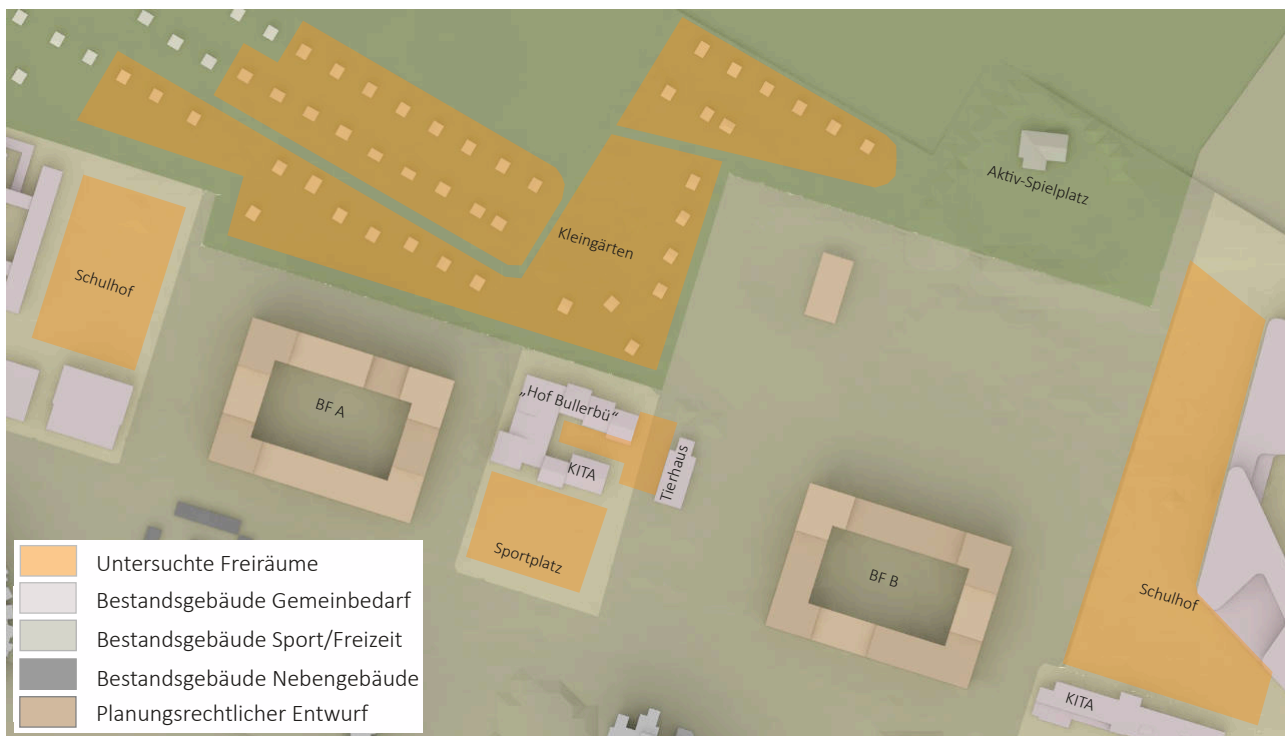 Aktiv-Spielplatz
Kleingärten
Schulhof
BF A
„Hof Bullerbü“
KITA
Tierhaus
Sportplatz
BF B
Schulhof
KITA
Untersuchte Freiräume
Bestandsgebäude Gemeinbedarf
Bestandsgebäude Sport/Freizeit
Bestandsgebäude Nebengebäude
Planungsrechtlicher Entwurf